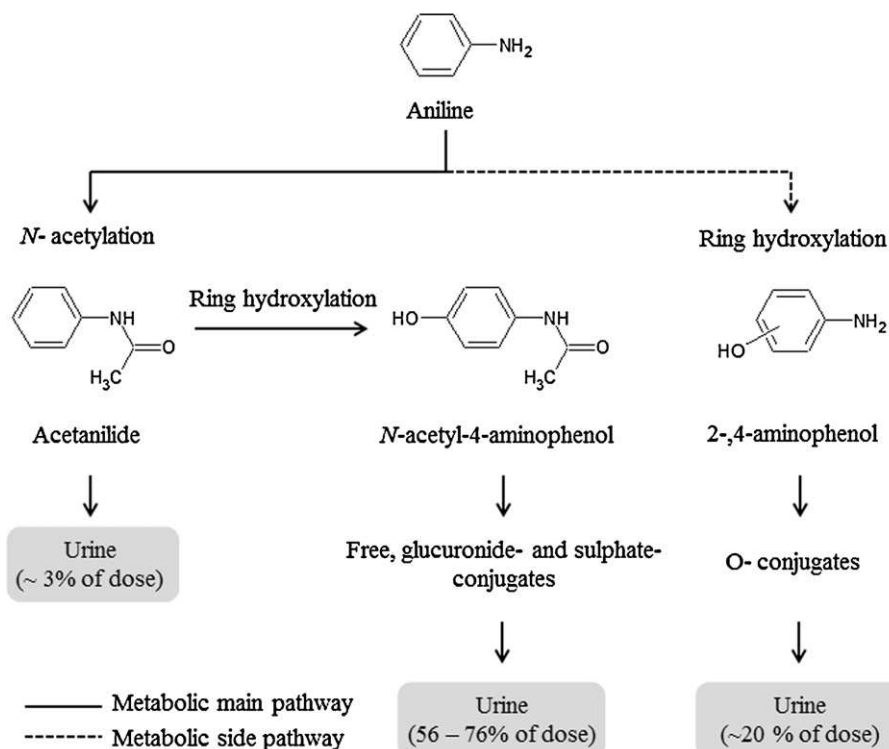 NH2
Aniline
N- acetylation
Ring hydroxylation
Ring hydroxylation
NH
O
H3C
HO
NH
O
H3C
NH2
HO
Acetanilide
N-acetyl-4-aminophenol
2-,4-aminophenol
Urine
(~ 3% of dose)
Free, glucuronide- and sulphate-
conjugates
O- conjugates
Metabolic main pathway
Metabolic side pathway
Urine
(56 – 76% of dose)
Urine
(~20 % of dose)